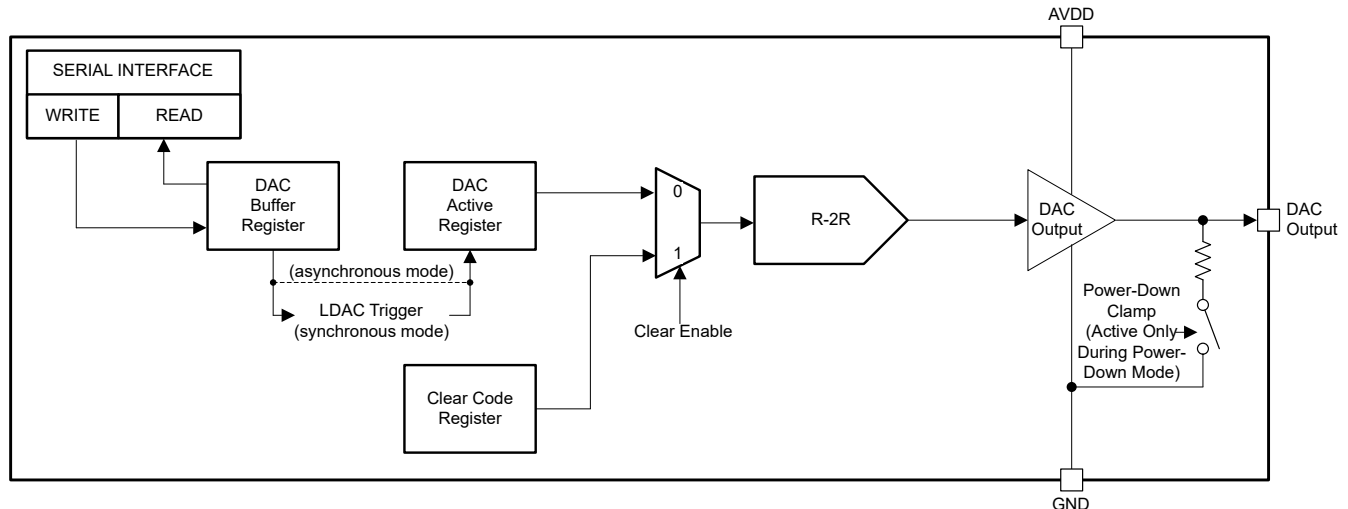 AVDD
SERIAL INTERFACE
WRITE
READ
DAC
Buffer
Register
DAC
Active
Register
0
1
R-2R
DAC
Output
DAC
Output
(asynchronous mode)
LDAC Trigger
(synchronous mode)
Clear Enable
Power-Down
Clamp
(Active Only
During Power-
Down Mode)
Clear Code
Register
GND